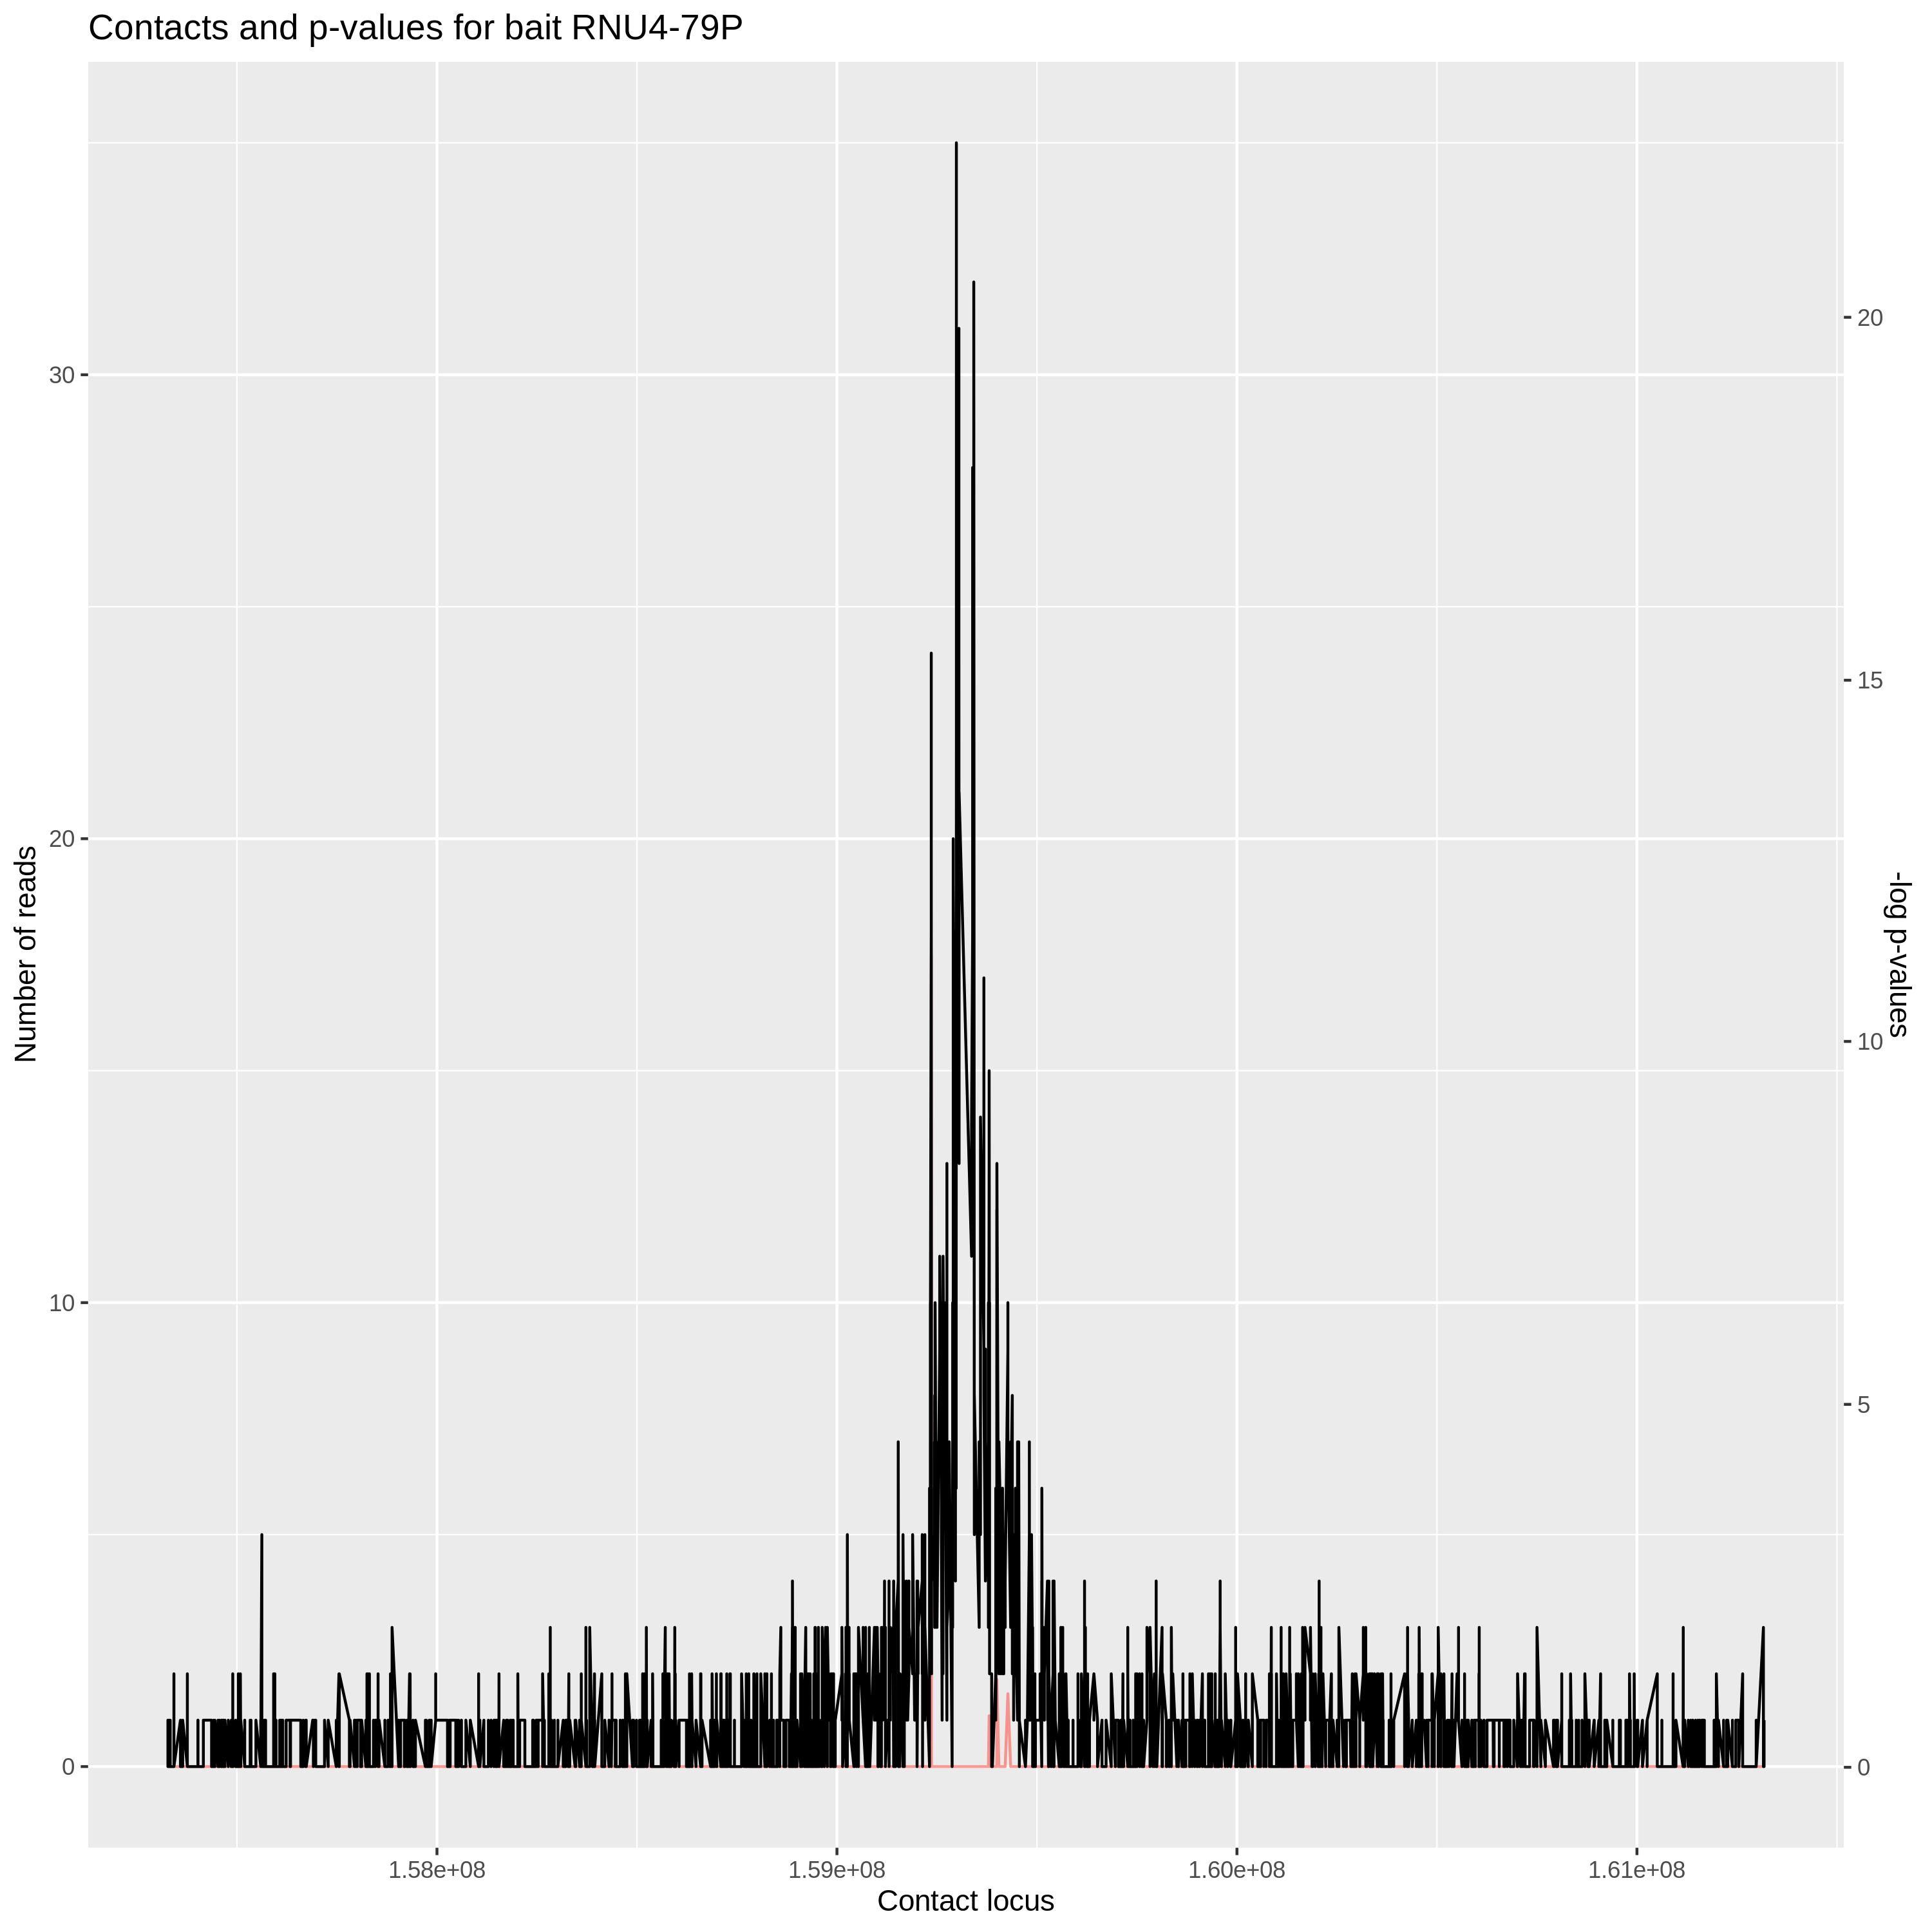 Contacts and p-values for bait RNU4-79P
Number of reads
30
20
10
0
20
15
10
5
0
-log p-values
1.58e+08
1.59e+08
1.60e+08
1.61e+08
Contact locus